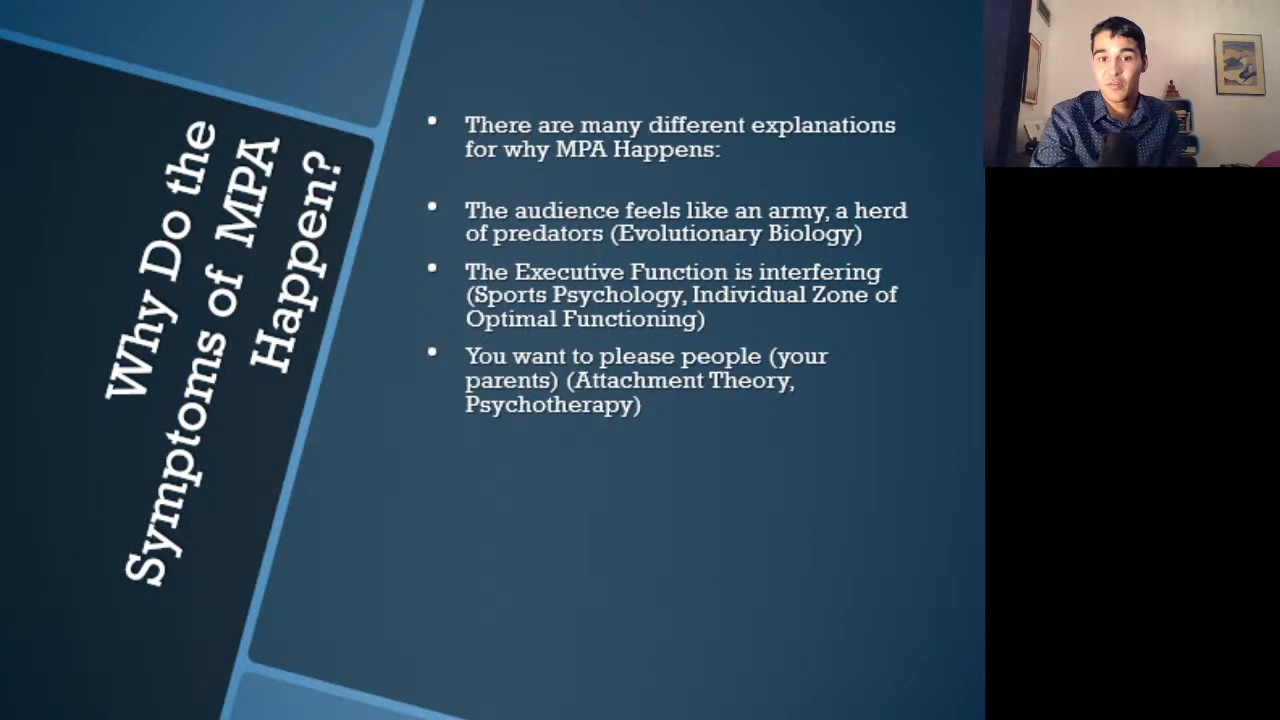 Why Do the
Symptoms of MPA
Happen?
• There are many different explanations
for why MPA Happens:
• The audience feels like an army, a herd
of predators (Evolutionary Biology)
• The Executive Function is interfering
(Sports Psychology, Individual Zone of
Optimal Functioning)
• You want to please people (your
parents) (Attachment Theory,
Psychotherapy)